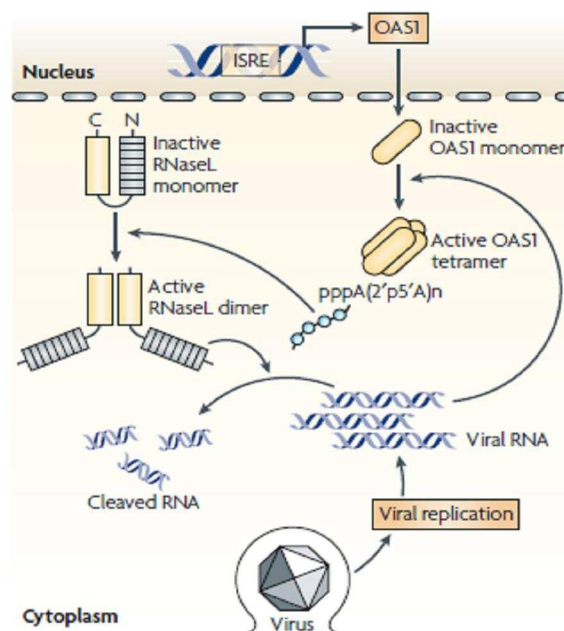 OAS1
ISRE
Nucleus
C N
Inactive
RNaseL
monomer
Inactive
OAS1 monomer
Active OAS1
tetramer
pppA(2′p5′A)n
Active
RNaseL dimer
Viral RNA
Cleaved RNA
Viral replication
Virus
Cytoplasm